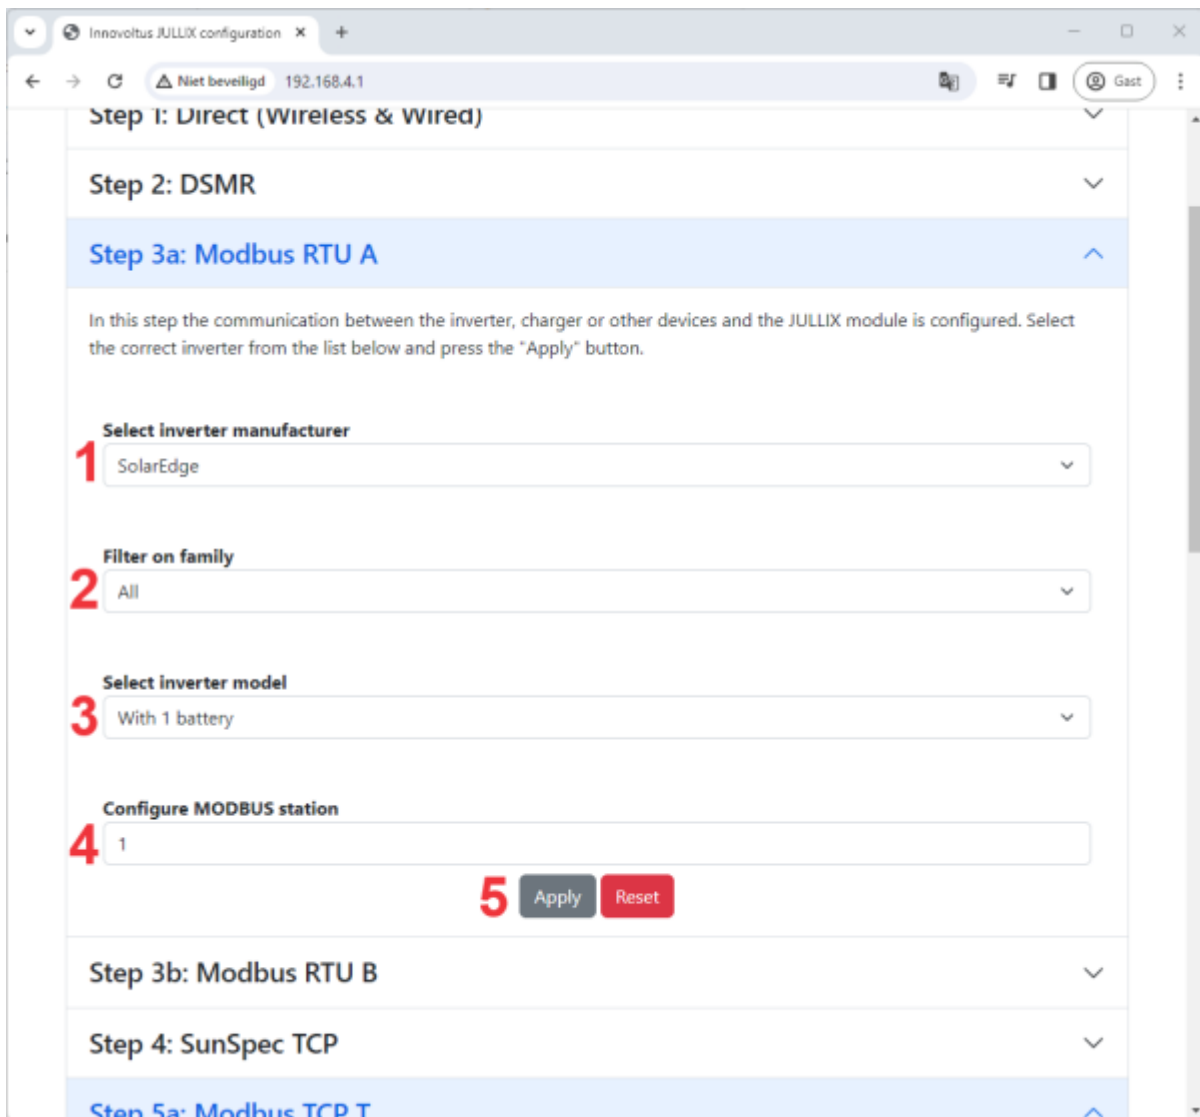 Innovoltus JULLIX configuration
Niet beveiligd 192.168.4.1 Gast
Step 1: Direct (Wireless & Wired)
Step 2: DSMR
Step 3a: Modbus RTU A
In this step the communication between the inverter, charger or other devices and the JULLIX module is configured. Select
the correct inverter from the list below and press the "Apply" button.
Select inverter manufacturer
1 SolarEdge
Filter on family
2 All
Select inverter model
3 With 1 battery
Configure MODBUS station
4 1
5 Apply Reset
Step 3b: Modbus RTU B
Step 4: SunSpec TCP
Step 5a: Modbus TCP T